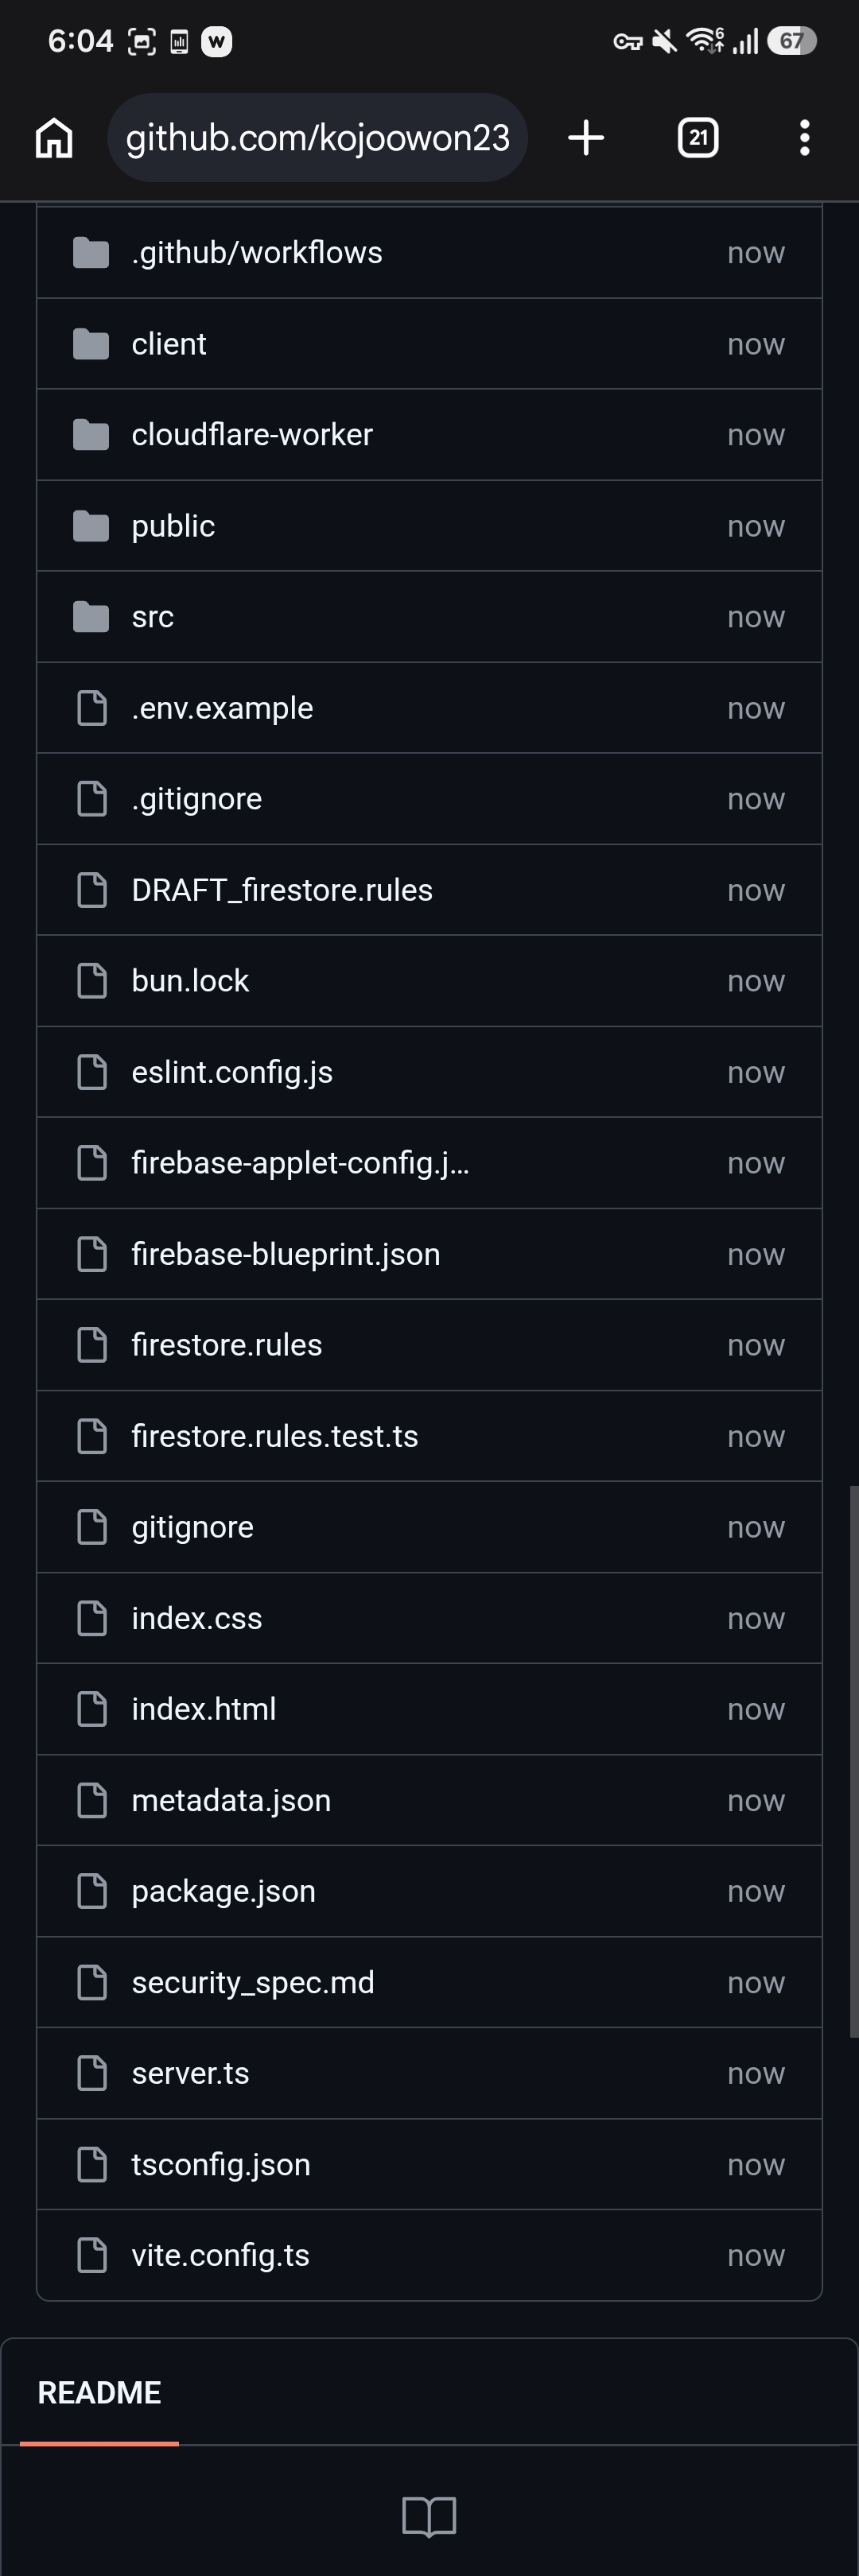 6:04
W
6
67
github.com/kojoowon23
21
.github/workflows now
client now
cloudflare-worker now
public now
src now
.env.example now
.gitignore now
DRAFT_firestore.rules now
bun.lock now
eslint.config.js now
firebase-applet-config.j... now
firebase-blueprint.json now
firestore.rules now
firestore.rules.test.ts now
gitignore now
index.css now
index.html now
metadata.json now
package.json now
security_spec.md now
server.ts now
tsconfig.json now
vite.config.ts now
README